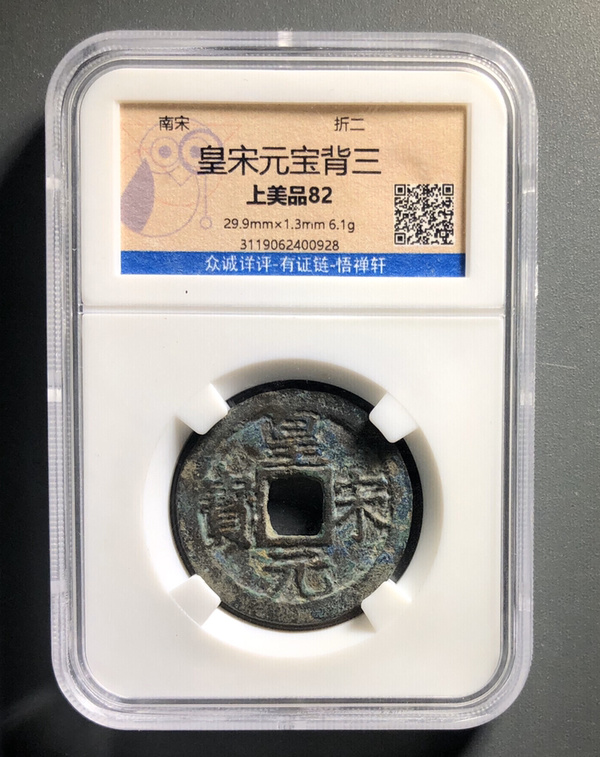 南宋 折二
皇宋元宝背三
上美品82
29.9mm×1.3mm 6.1g
3119062400928
众诚详评-有证链-悟禅轩
皇
寶 宋
元